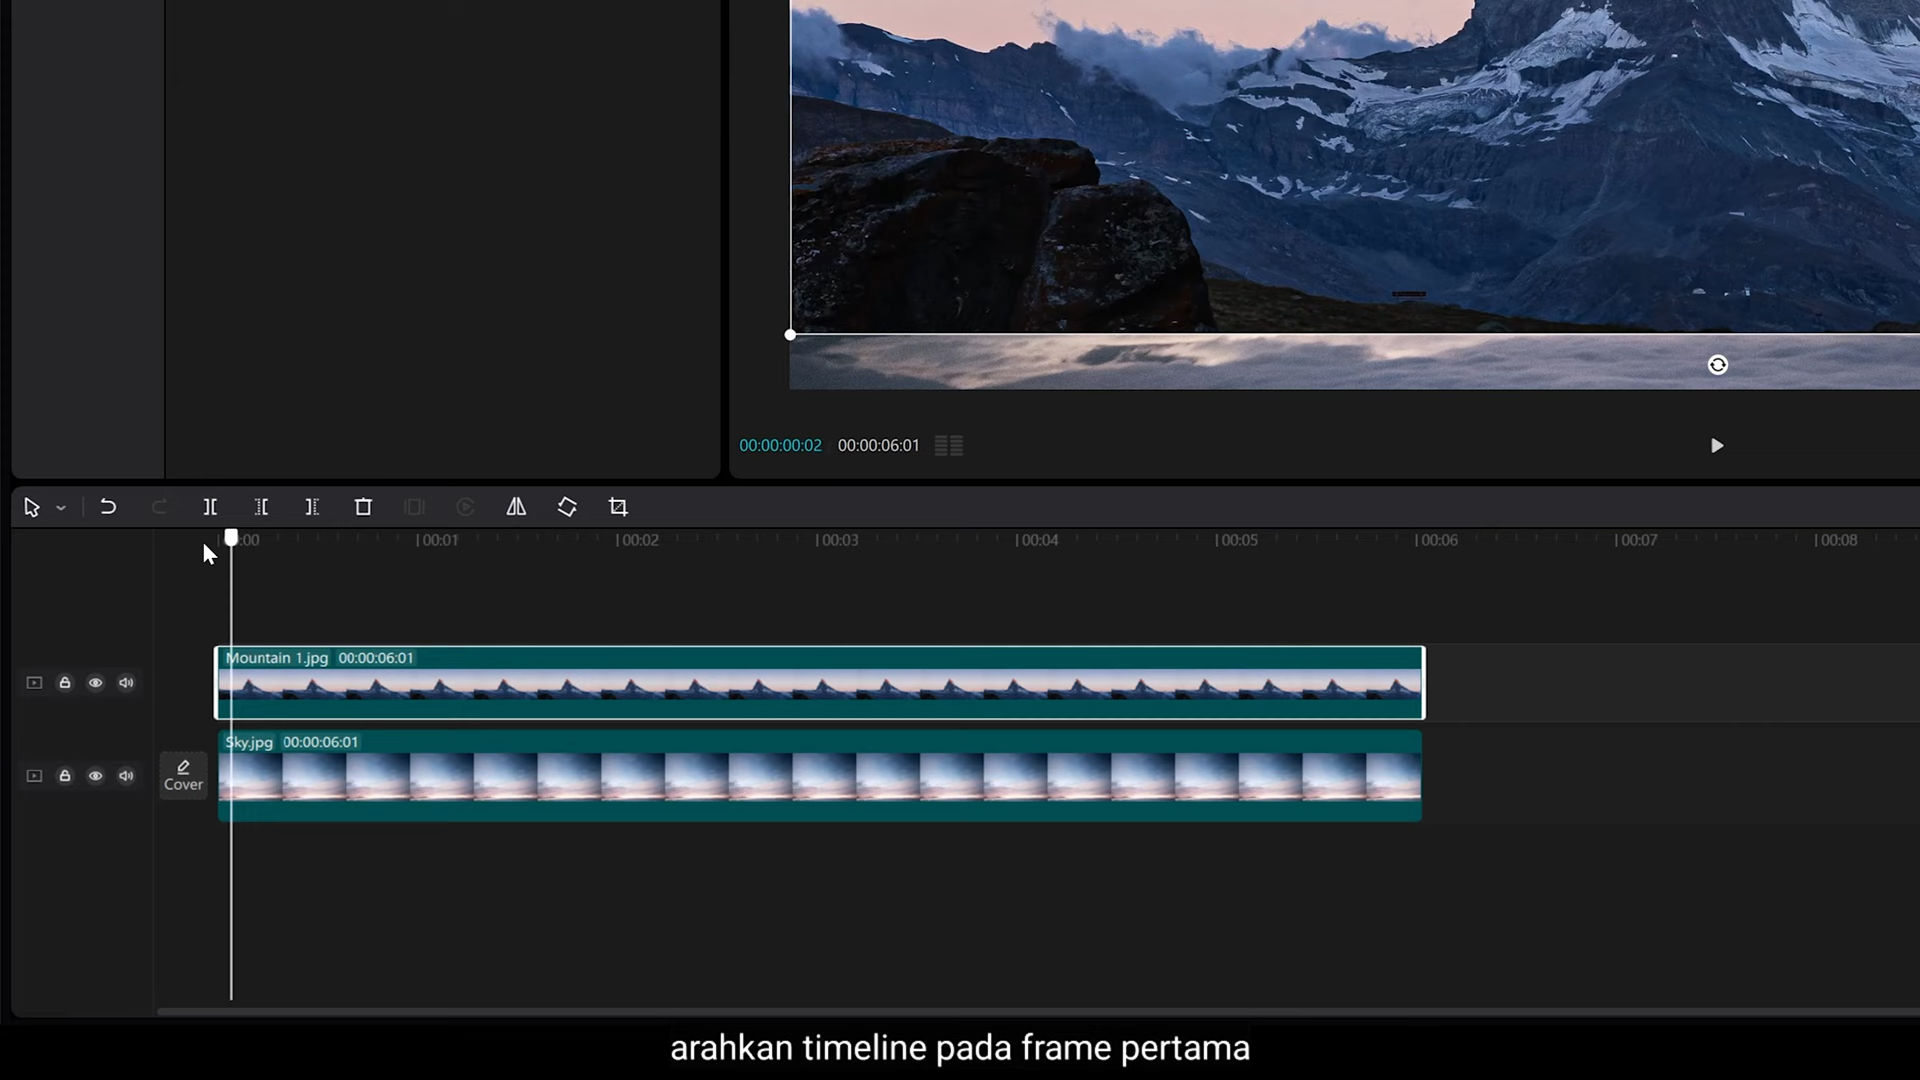 00:00:00:02 00:00:06:01
00:01 00:02 00:03 00:04 00:05 00:06 00:07 00:08
Mountain 1.jpg 00:00:06:01
Sky.jpg 00:00:06:01
Cover
arahkan timeline pada frame pertama